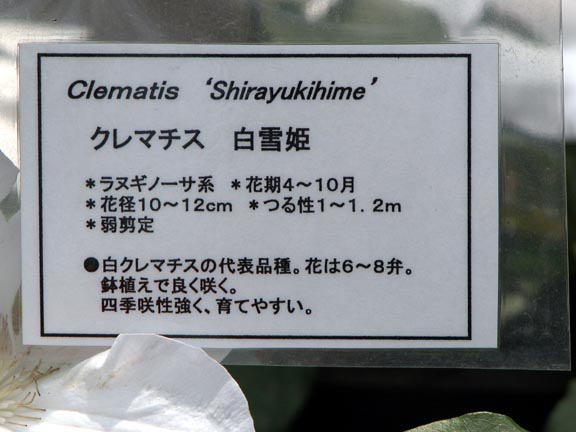 Clematis 'Shirayukihime'
クレマチス 白雪姫
＊ラヌギノーサ系 ＊花期4～10月
＊花径10～12cm ＊つる性1～1.2m
＊弱剪定
●白クレマチスの代表品種。花は6～8弁。
鉢植えで良く咲く。
四季咲性強く、育てやすい。